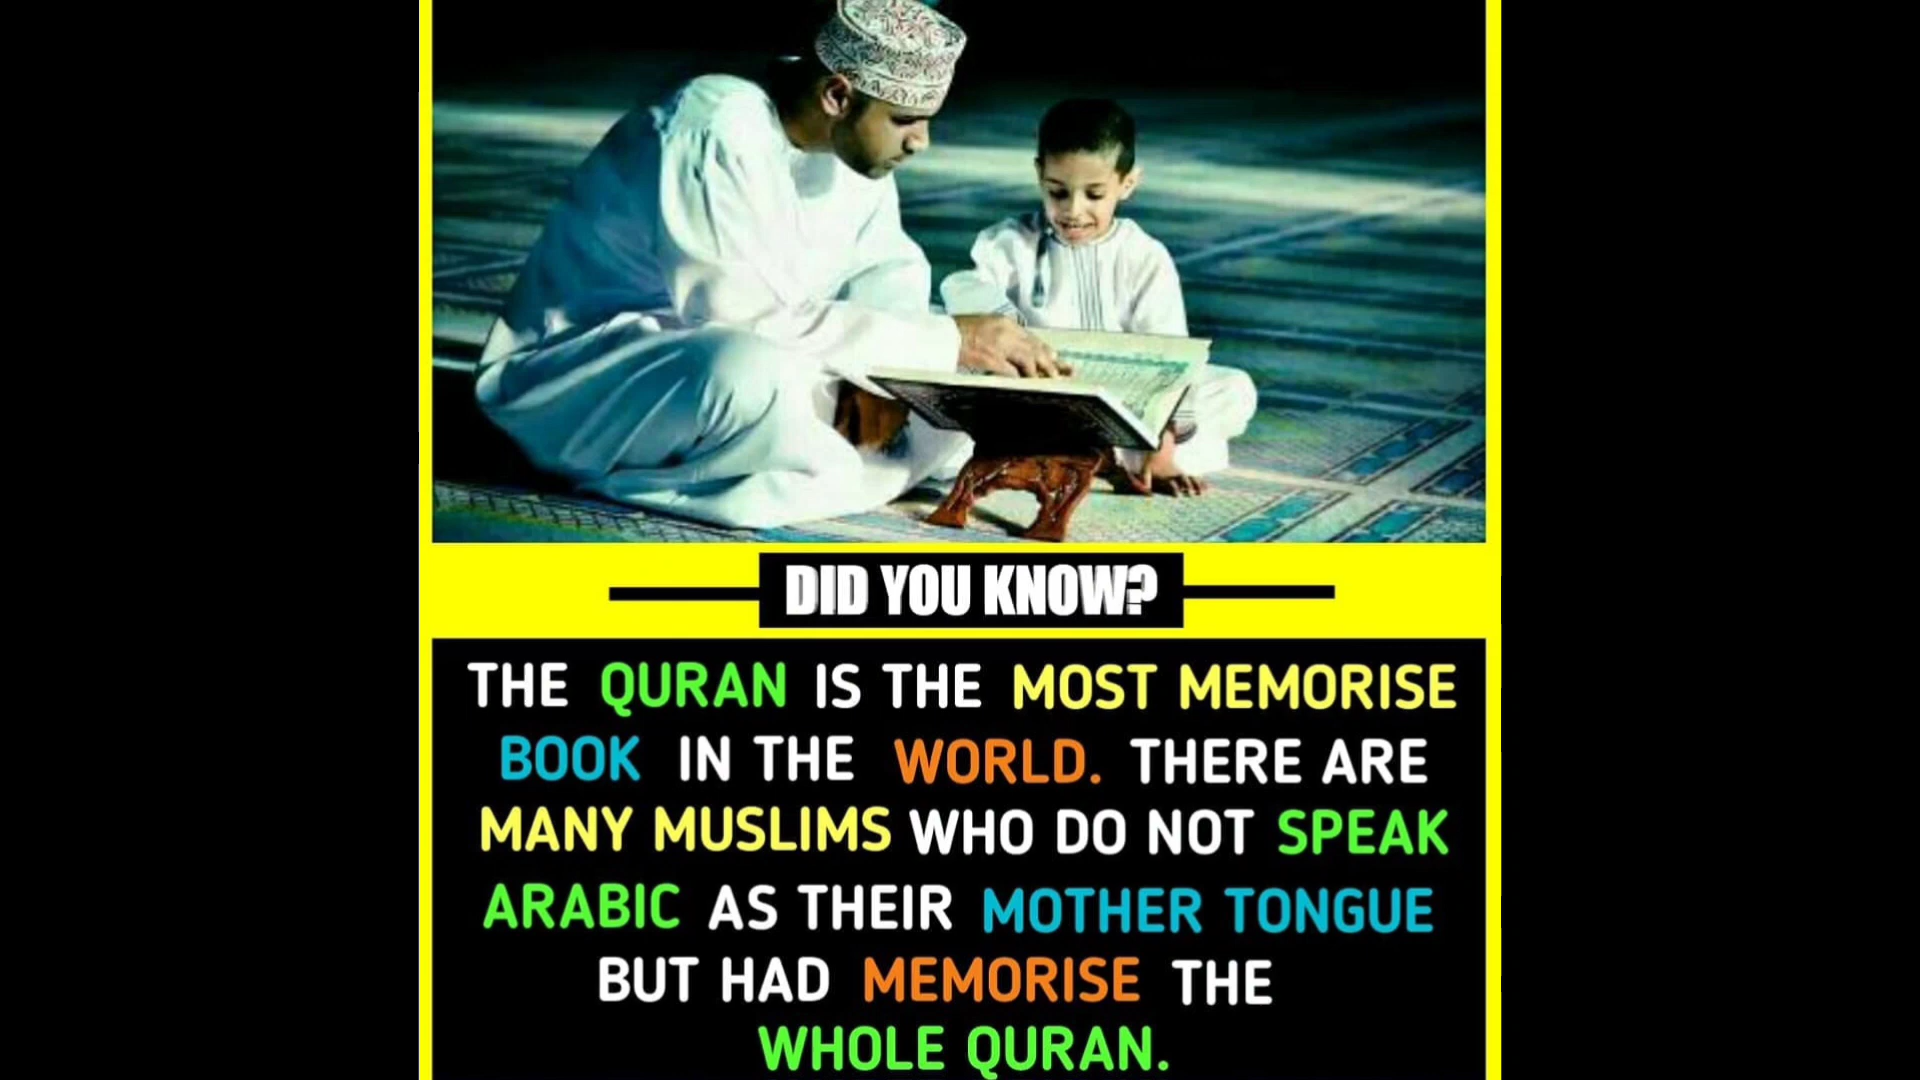 DID YOU KNOW?
THE QURAN IS THE MOST MEMORISE
BOOK IN THE WORLD. THERE ARE
MANY MUSLIMS WHO DO NOT SPEAK
ARABIC AS THEIR MOTHER TONGUE
BUT HAD MEMORISE THE
WHOLE QURAN.